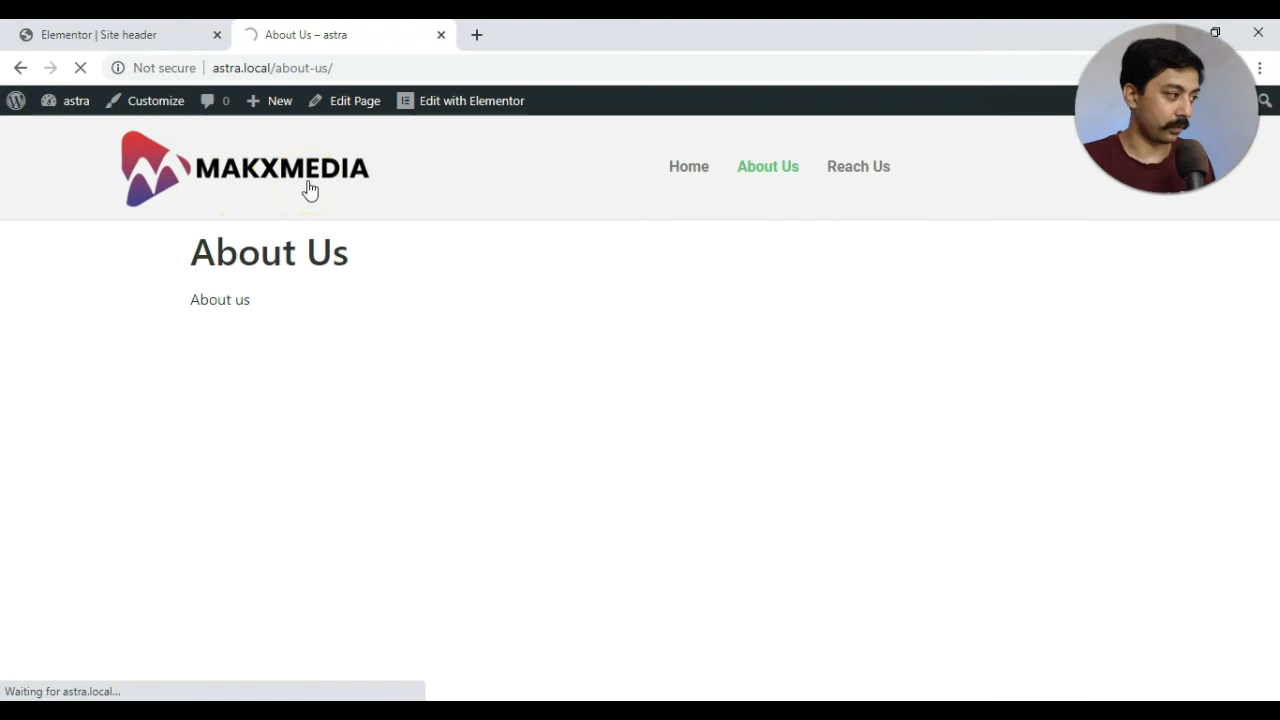 Elementor | Site header
About Us – astra
Not secure
astra.local/about-us/
astra
Customize
0
New
Edit Page
Edit with Elementor
MAKXMEDIA
Home
About Us
Reach Us
About Us
About us
Waiting for astra.local...